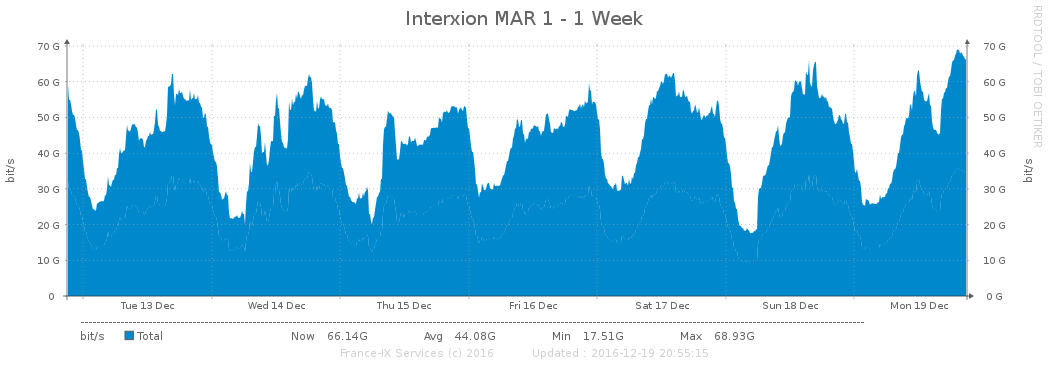 Interxion MAR 1 - 1 Week
RRDTOOL / TOBI OETIKER
bit/s
bit/s
70 G 70 G
60 G 60 G
50 G 50 G
40 G 40 G
30 G 30 G
20 G 20 G
10 G 10 G
0 0 G
Tue 13 Dec Wed 14 Dec Thu 15 Dec Fri 16 Dec Sat 17 Dec Sun 18 Dec Mon 19 Dec
bit/s Total Now 66.14G Avg 44.08G Min 17.51G Max 68.93G
France-IX Services (c) 2016 Updated : 2016-12-19 20:55:15